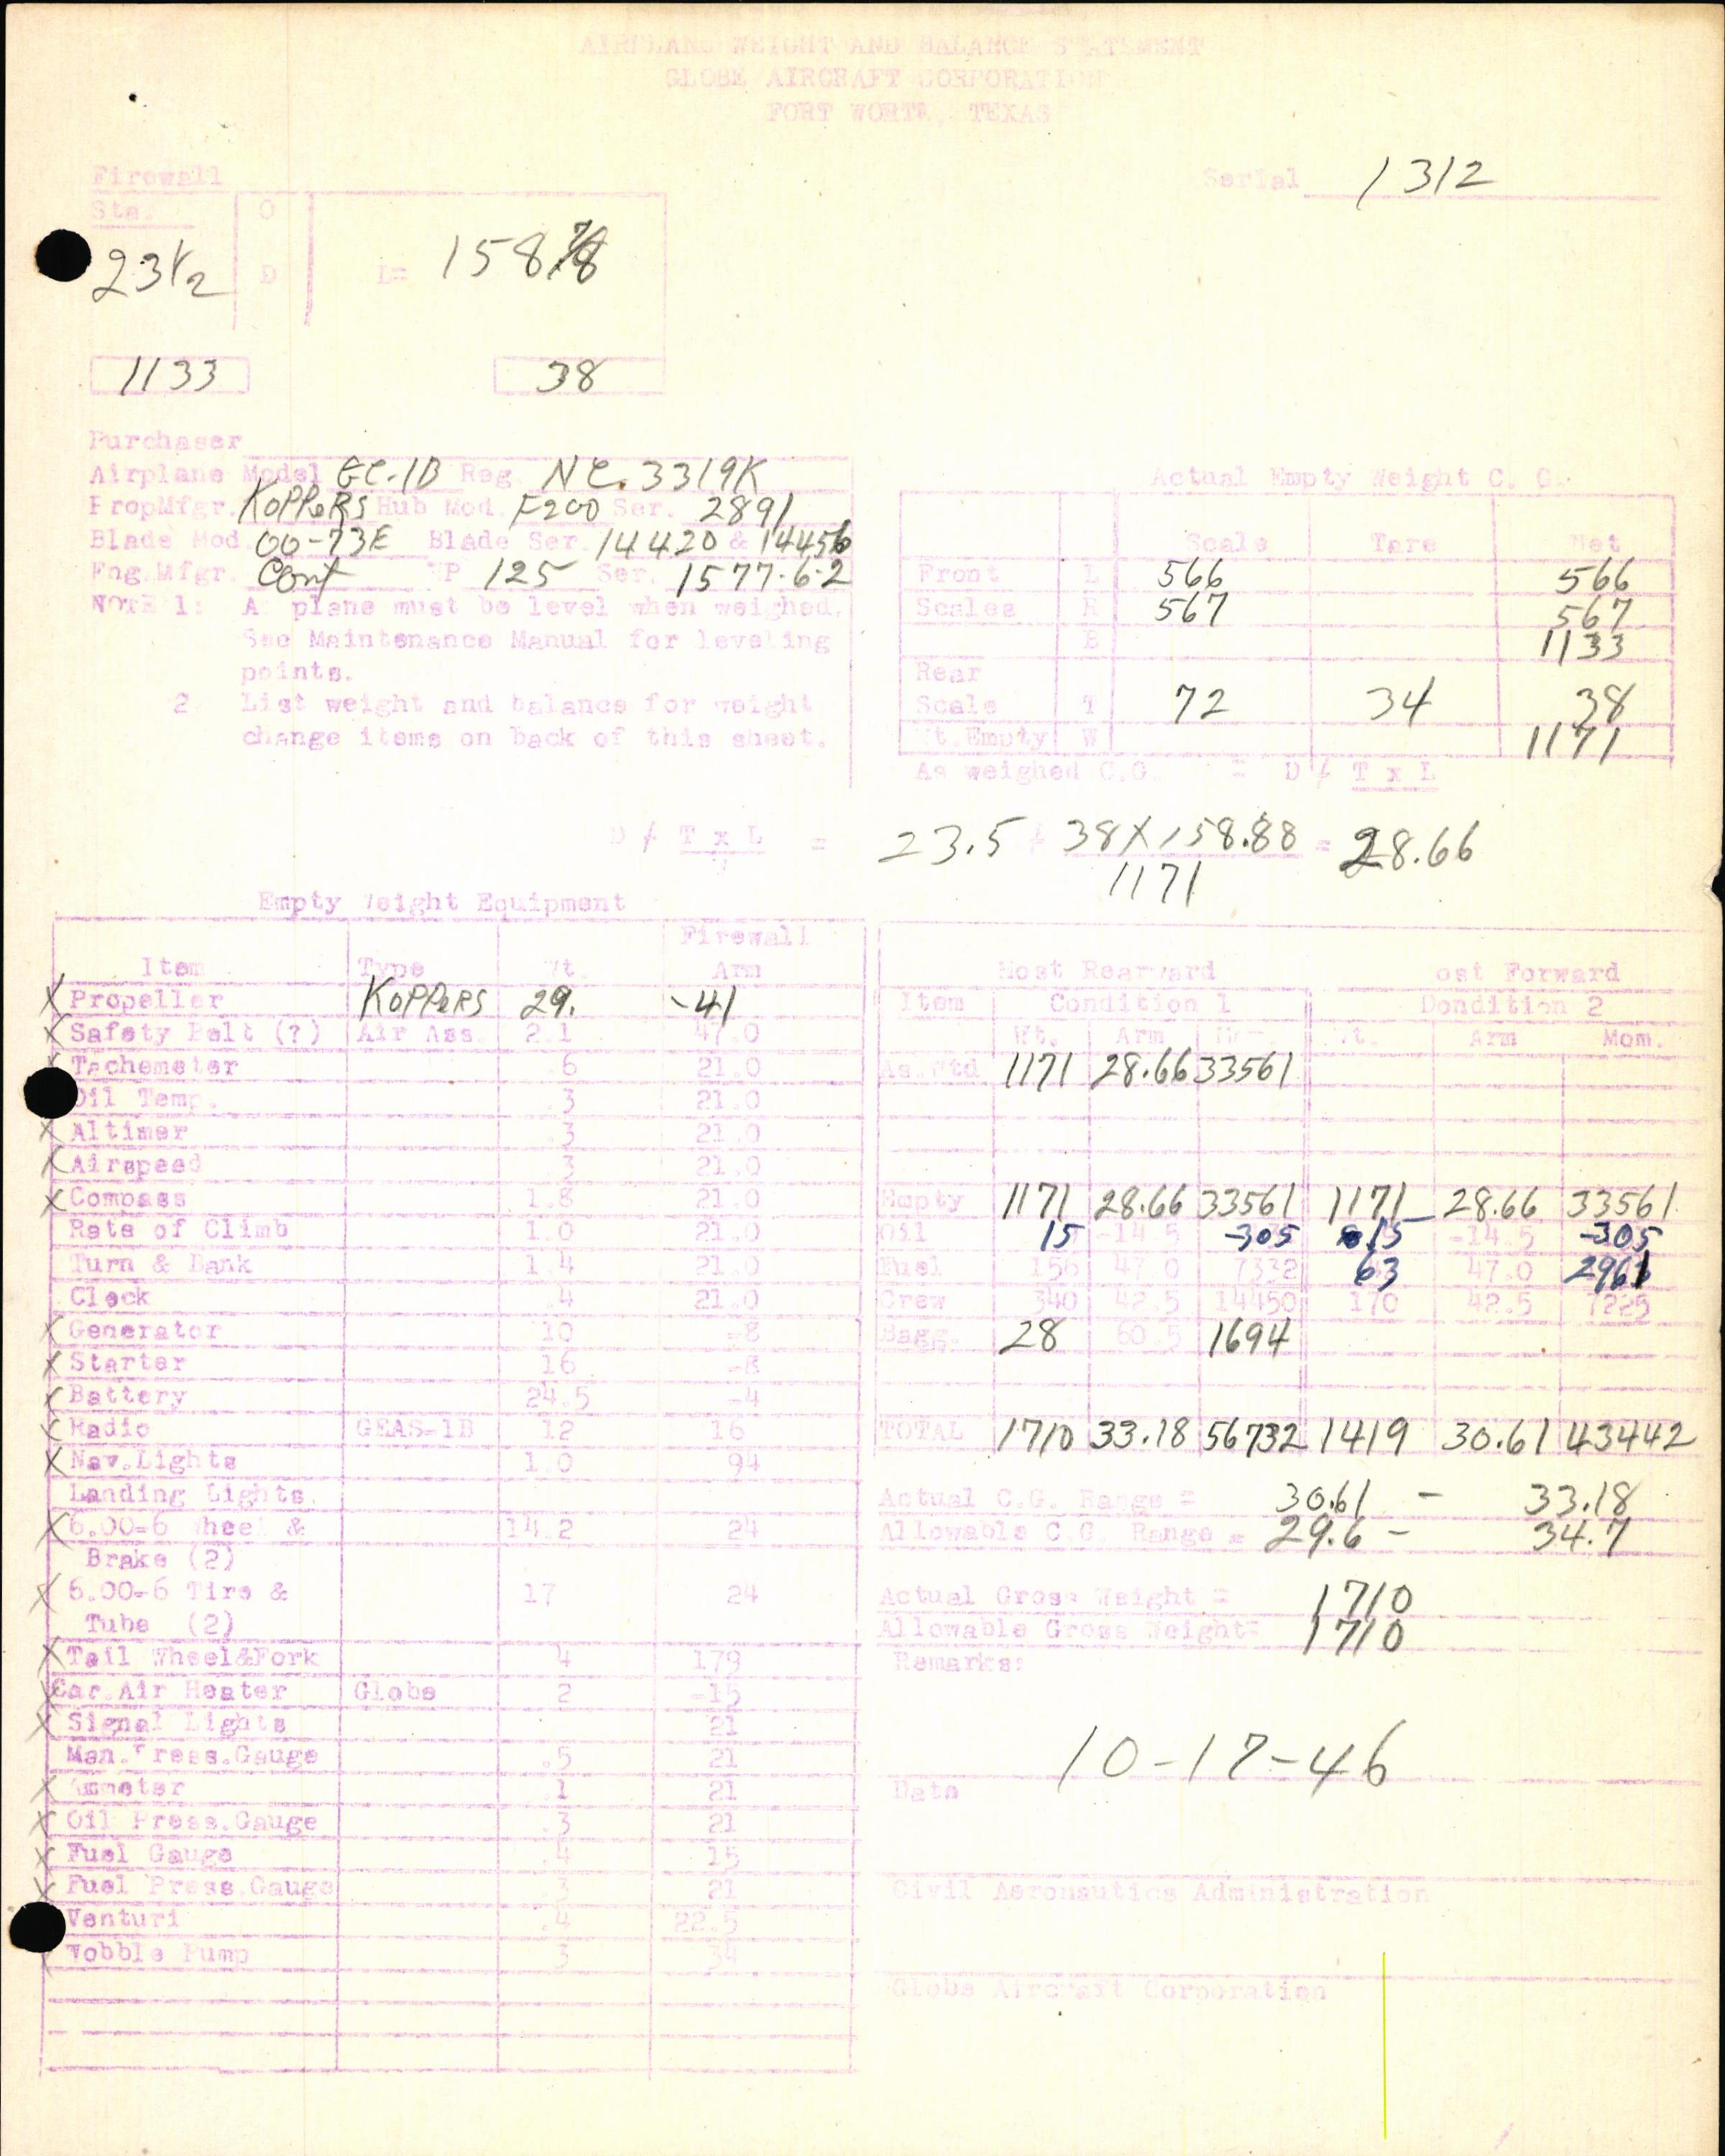 AIRPLANE WEIGHT AND BALANCE STATEMENT
GLOBE AIRCRAFT CORPORATION
FORT WORTH, TEXAS
Serial 1312
Firewall
Sta. O
23 1/2 D L= 158 7/8
1133 38
Purchaser
Airplane Model GC-1B Reg. NC.3319K
PropMfgr. KOPPERS Hub Mod. F200 Ser. 2891
Blade Mod. 00-73E Blade Ser. 14420 & 14456
Eng.Mfgr. Cont HP 125 Ser. 1577-6-2
NOTE 1: A plane must be level when weighed.
See Maintenance Manual for leveling
points.
2 List weight and balance for weight
change items on back of this sheet.
Actual Empty Weight C. G.
Scale Tare Net
Front L 566 566
Scales R 567 567
B 1133
Rear
Scale T 72 34 38
Wt.Empty W 1171
As weighed C.G. = D / T x L
D / T x L = 23.5 / 38 X 158.88 = 28.66
W 1171
Empty Weight Equipment
Item Type Wt. Firewall Arm
X Propeller KOPPERS 29. -41
X Safety Belt (?) Air Ass. 2.1 47.0
Tachometer .6 21.0
Oil Temp. .3 21.0
X Altimer .3 21.0
X Airspeed .3 21.0
X Compass 1.8 21.0
Rate of Climb 1.0 21.0
Turn & Bank 1.4 21.0
Clock .4 21.0
X Generator 10 -8
X Starter 16 -8
X Battery 24.5 -4
X Radio GEAS-1B 12 16
X Nav.Lights 1.0 94
Landing Lights
X 6.00-6 Wheel & 14.2 24
Brake (2)
X 6.00-6 Tire & 17 24
Tube (2)
X Tail Wheel&Fork 4 179
X Car.Air Heater Globe 2 -15
X Signal Lights 21
Man.Press.Gauge .5 21
X Ammeter .1 21
X Oil Press.Gauge .3 21
X Fuel Gauge .4 15
X Fuel Press.Gauge .3 21
Venturi .4 22.5
Wobble Pump 3 34
Most Rearward Most Forward
Item Condition 1 Dondition 2
Wt. Arm Mom. Wt. Arm Mom.
As Wtd 1171 28.66 33561
Empty 1171 28.66 33561 1171 28.66 33561
Oil 15 -14.5 -305 15 -14.5 -305
Fuel 156 47.0 7332 63 47.0 2961
Crew 340 42.5 14450 170 42.5 7225
Bagg. 28 60.5 1694
TOTAL 1710 33.18 56732 1419 30.61 43442
Actual C.G. Range = 30.61 - 33.18
Allowable C.G. Range = 29.6 - 34.7
Actual Gross Weight = 1710
Allowable Gross Weight= 1710
Remarks:
10-17-46
Date
Civil Aeronautics Administration
Globe Aircraft Corporation